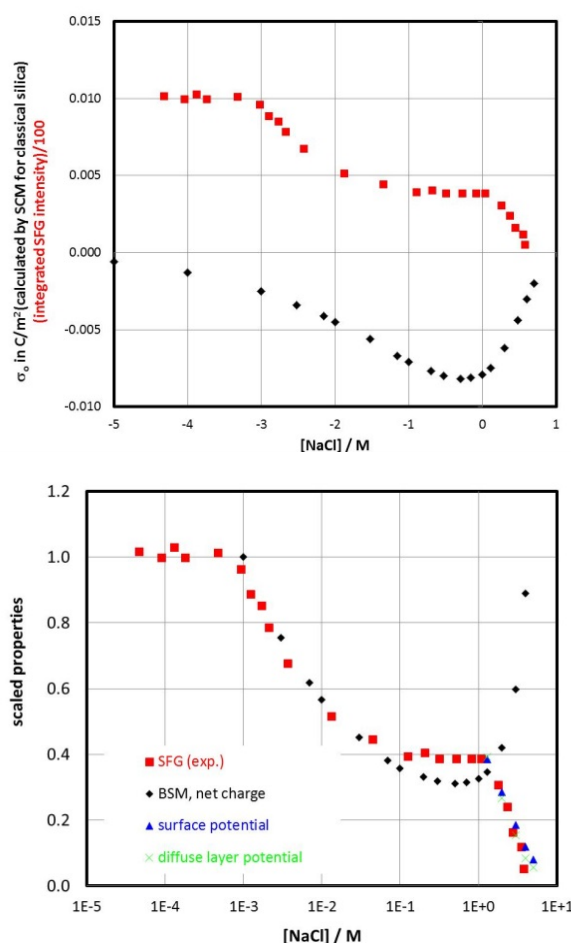 0.015
0.010
0.005
0.000
-0.005
-0.010
-5 -4 -3 -2 -1 0 1
σo in C/m² (calculated by SCM for classical silica)
(integrated SFG intensity)/100
[NaCl] / M
1.2
1.0
0.8
0.6
0.4
0.2
0.0
scaled properties
SFG (exp.)
BSM, net charge
surface potential
diffuse layer potential
1E-5 1E-4 1E-3 1E-2 1E-1 1E+0 1E+1
[NaCl] / M